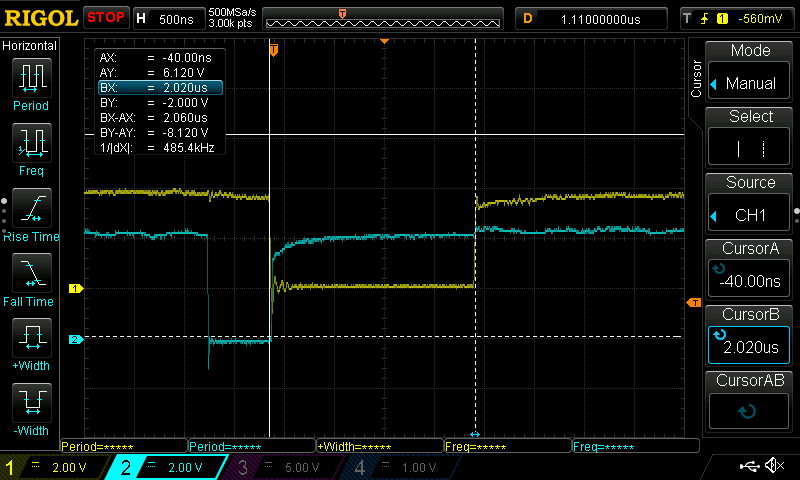 RIGOL STOP H 500ns 500MSa/s 3.00k pts T D 1.11000000us T 1 -560mV
Horizontal
Period
Freq
Rise Time
Fall Time
+Width
-Width
AX: = -40.00ns
AY: = 6.120 V
BX: = 2.020us
BY: = -2.000 V
BX-AX: = 2.060us
BY-AY: = -8.120 V
1/|dX|: = 485.4kHz
T
1
2
T
Cursor
Mode
Manual
Select
Source
CH1
CursorA
-40.00ns
CursorB
2.020us
CursorAB
Period=***** Period=***** +Width=***** Freq=***** Freq=*****
1 = 2.00 V 2 = 2.00 V 3 = 5.00 V 4 = 1.00 V